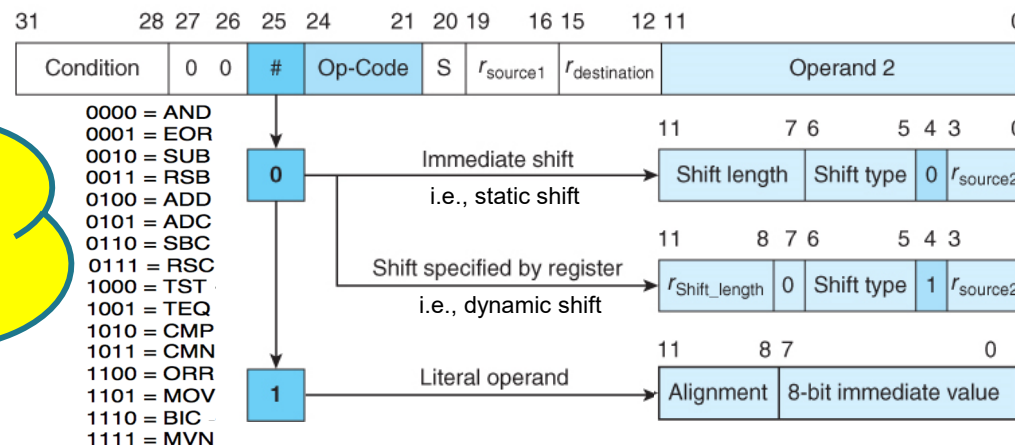 31 28 27 26 25 24 21 20 19 16 15 12 11 0
Condition 0 0 # Op-Code S rsource1 rdestination Operand 2
0000 = AND
0001 = EOR
0010 = SUB
0011 = RSB
0100 = ADD
0101 = ADC
0110 = SBC
0111 = RSC
1000 = TST
1001 = TEQ
1010 = CMP
1011 = CMN
1100 = ORR
1101 = MOV
1110 = BIC
1111 = MVN
11 7 6 5 4 3 0
0 Immediate shift Shift length Shift type 0 rsource2
i.e., static shift
11 8 7 6 5 4 3
Shift specified by register rShift_length 0 Shift type 1 rsource2
i.e., dynamic shift
11 8 7 0
1 Literal operand Alignment 8-bit immediate value